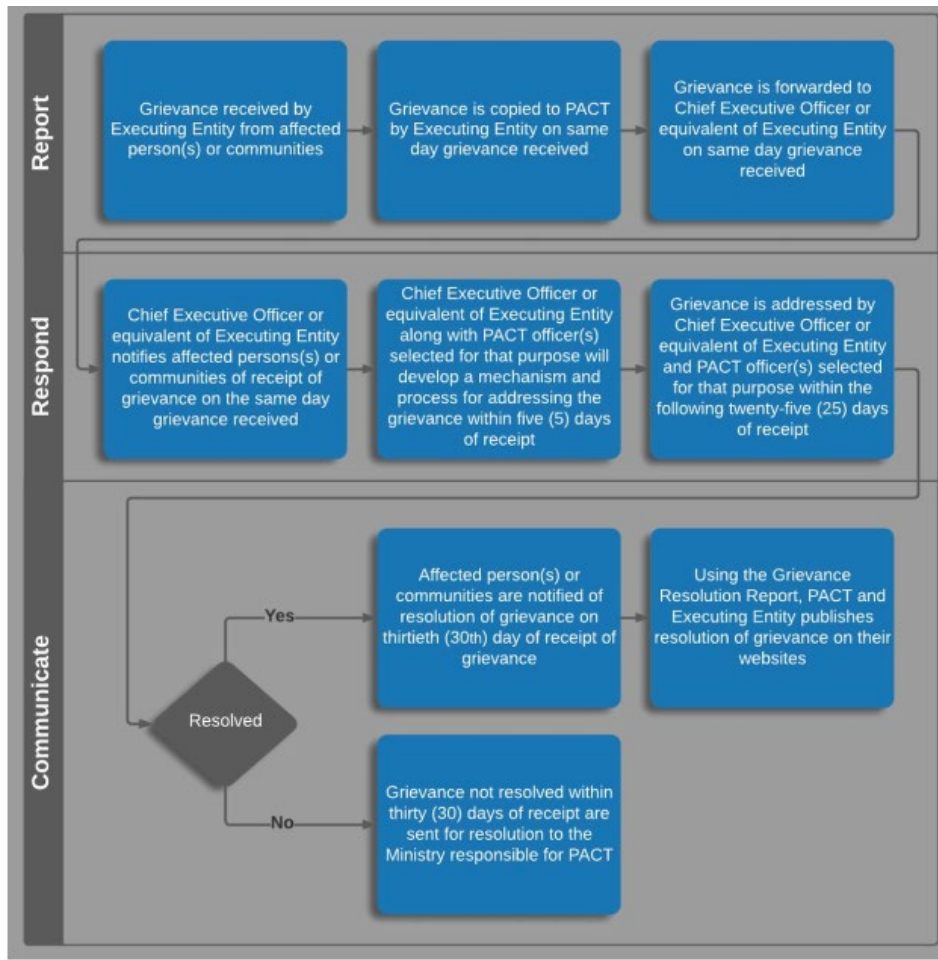 Report
Grievance received by
Executing Entity from affected
person(s) or communities
Grievance is copied to PACT
by Executing Entity on same
day grievance received
Grievance is forwarded to
Chief Executive Officer or
equivalent of Executing Entity
on same day grievance
received
Respond
Chief Executive Officer or
equivalent of Executing Entity
notifies affected persons(s) or
communities of receipt of
grievance on the same day
grievance received
Chief Executive Officer or
equivalent of Executing Entity
along with PACT officer(s)
selected for that purpose will
develop a mechanism and
process for addressing the
grievance within five (5) days
of receipt
Grievance is addressed by
Chief Executive Officer or
equivalent of Executing Entity
and PACT officer(s) selected
for that purpose within the
following twenty-five (25) days
of receipt
Communicate
Resolved
Yes
Affected person(s) or
communities are notified of
resolution of grievance on
thirtieth (30th) day of receipt of
grievance
Using the Grievance
Resolution Report, PACT and
Executing Entity publishes
resolution of grievance on their
websites
No
Grievance not resolved within
thirty (30) days of receipt are
sent for resolution to the
Ministry responsible for PACT